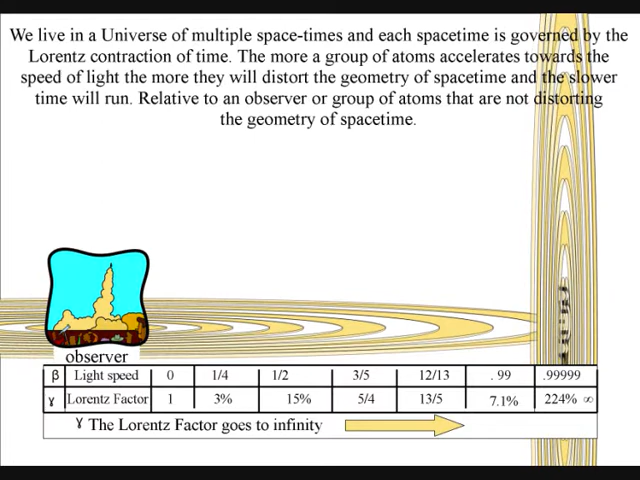 We live in a Universe of multiple space-times and each spacetime is governed by the
Lorentz contraction of time. The more a group of atoms accelerates towards the
speed of light the more they will distort the geometry of spacetime and the slower
time will run. Relative to an observer or group of atoms that are not distorting
the geometry of spacetime.
observer
β Light speed 0 1/4 1/2 3/5 12/13 .99 .99999
γ Lorentz Factor 1 3% 15% 5/4 13/5 7.1% 224% ∞
γ The Lorentz Factor goes to infinity